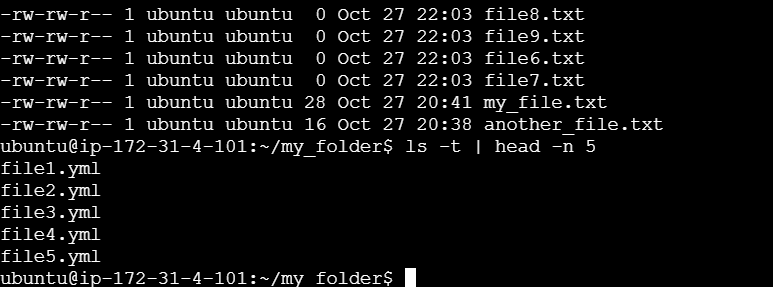 -rw-rw-r-- 1 ubuntu ubuntu  0 Oct 27 22:03 file8.txt
-rw-rw-r-- 1 ubuntu ubuntu  0 Oct 27 22:03 file9.txt
-rw-rw-r-- 1 ubuntu ubuntu  0 Oct 27 22:03 file6.txt
-rw-rw-r-- 1 ubuntu ubuntu  0 Oct 27 22:03 file7.txt
-rw-rw-r-- 1 ubuntu ubuntu 28 Oct 27 20:41 my_file.txt
-rw-rw-r-- 1 ubuntu ubuntu 16 Oct 27 20:38 another_file.txt
ubuntu@ip-172-31-4-101:~/my_folder$ ls -t | head -n 5
file1.yml
file2.yml
file3.yml
file4.yml
file5.yml
ubuntu@ip-172-31-4-101:~/my_folder$